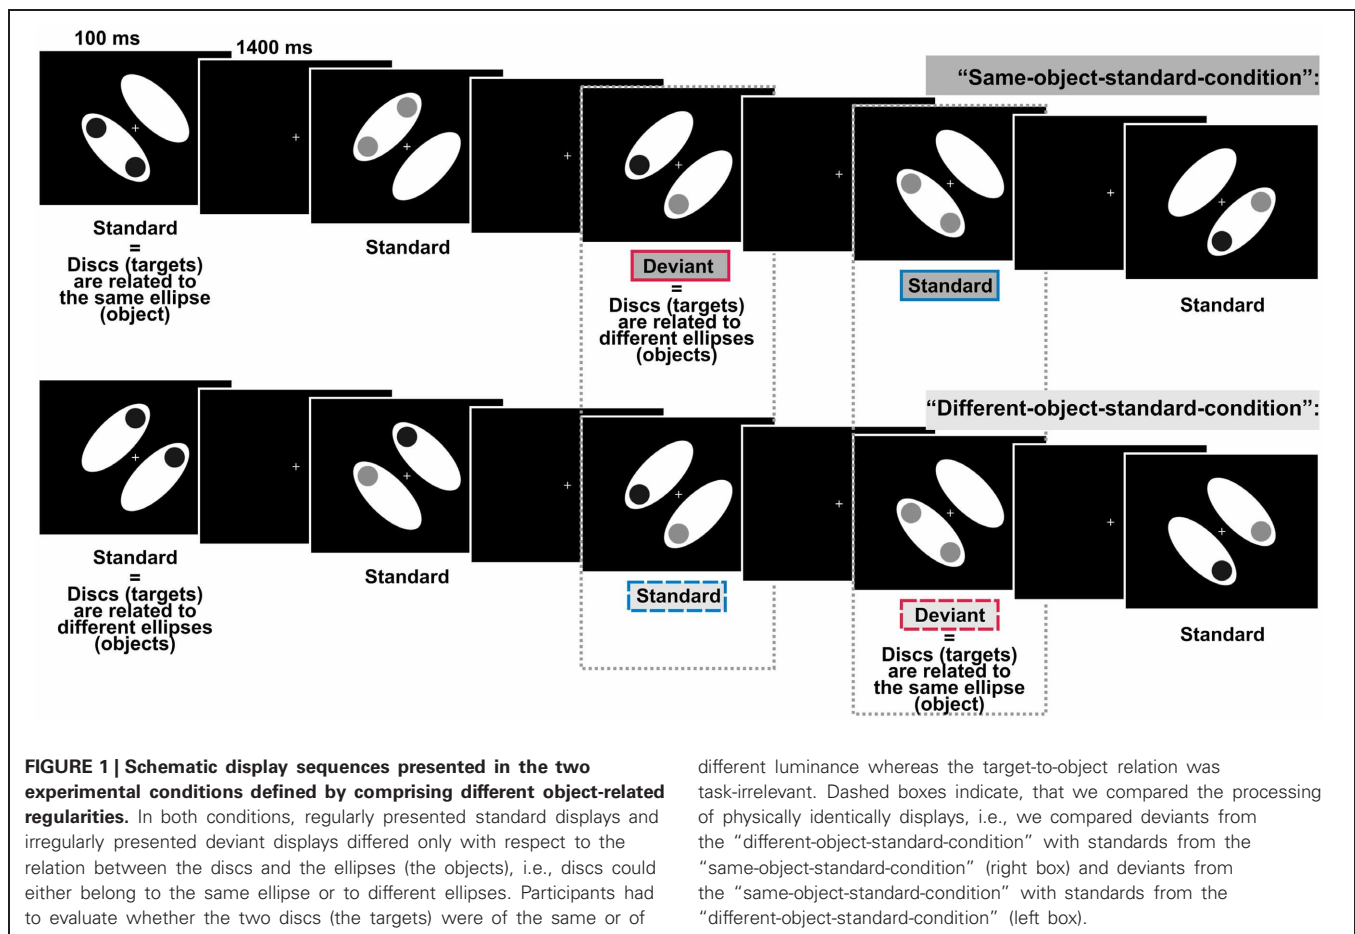 100 ms
1400 ms
“Same-object-standard-condition”:
Standard
=
Discs (targets)
are related to
the same ellipse
(object)
Standard
Deviant
=
Discs (targets)
are related to
different ellipses
(objects)
Standard
Standard
“Different-object-standard-condition”:
Standard
=
Discs (targets)
are related to
different ellipses
(objects)
Standard
Standard
Deviant
=
Discs (targets)
are related to
the same ellipse
(object)
Standard
FIGURE 1 | Schematic display sequences presented in the two
experimental conditions defined by comprising different object-related
regularities. In both conditions, regularly presented standard displays and
irregularly presented deviant displays differed only with respect to the
relation between the discs and the ellipses (the objects), i.e., discs could
either belong to the same ellipse or to different ellipses. Participants had
to evaluate whether the two discs (the targets) were of the same or of
different luminance whereas the target-to-object relation was
task-irrelevant. Dashed boxes indicate, that we compared the processing
of physically identically displays, i.e., we compared deviants from
the “different-object-standard-condition” with standards from the
“same-object-standard-condition” (right box) and deviants from
the “same-object-standard-condition” with standards from the
“different-object-standard-condition” (left box).